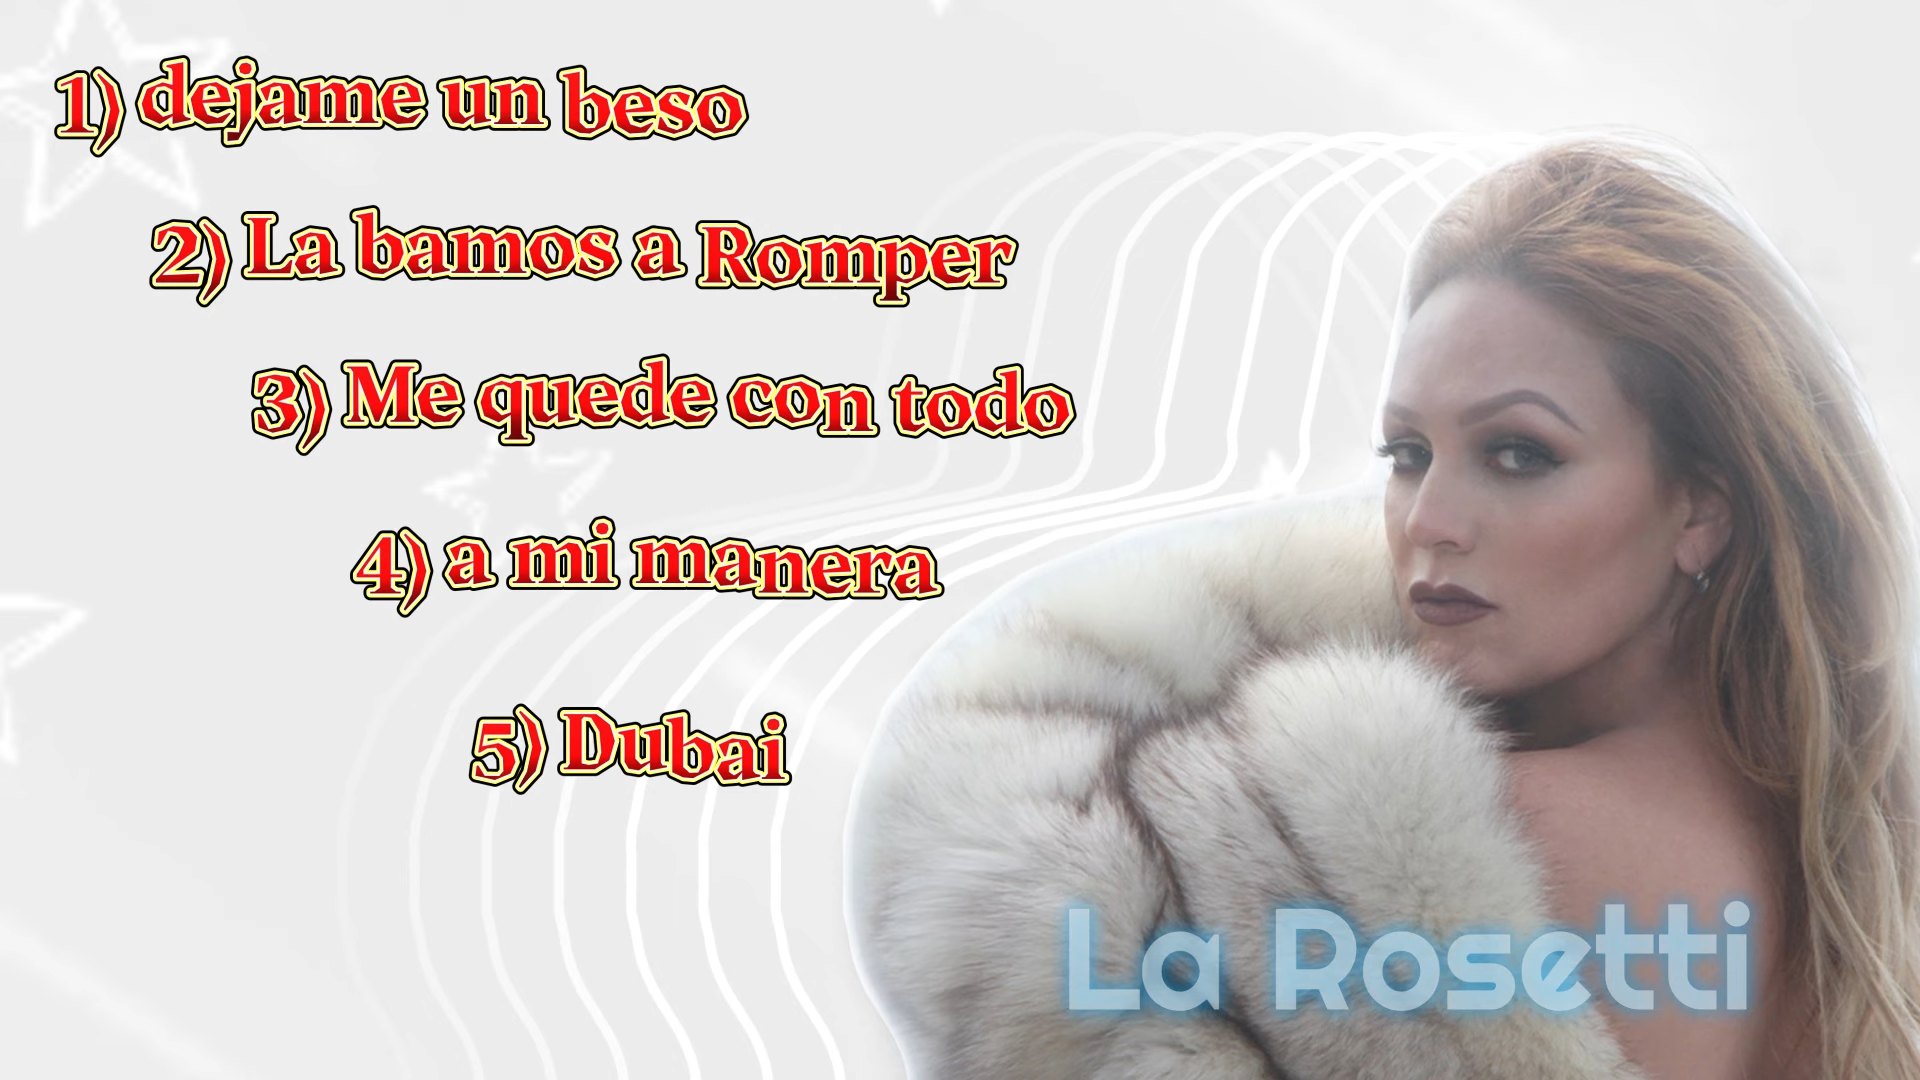 1) dejame un beso
2) La bamos a Romper
3) Me quede con todo
4) a mi manera
5) Dubai
La Rosetti